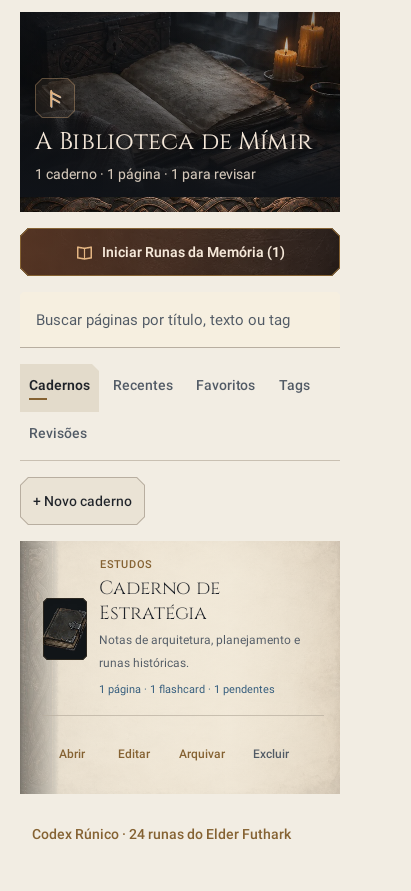 A Biblioteca de Mímir
1 caderno · 1 página · 1 para revisar
Iniciar Runas da Memória (1)
Buscar páginas por título, texto ou tag
Cadernos Recentes Favoritos Tags
Revisões
+ Novo caderno
ESTUDOS
Caderno de
Estratégia
Notas de arquitetura, planejamento e
runas históricas.
1 página · 1 flashcard · 1 pendentes
Abrir Editar Arquivar Excluir
Codex Rúnico · 24 runas do Elder Futhark